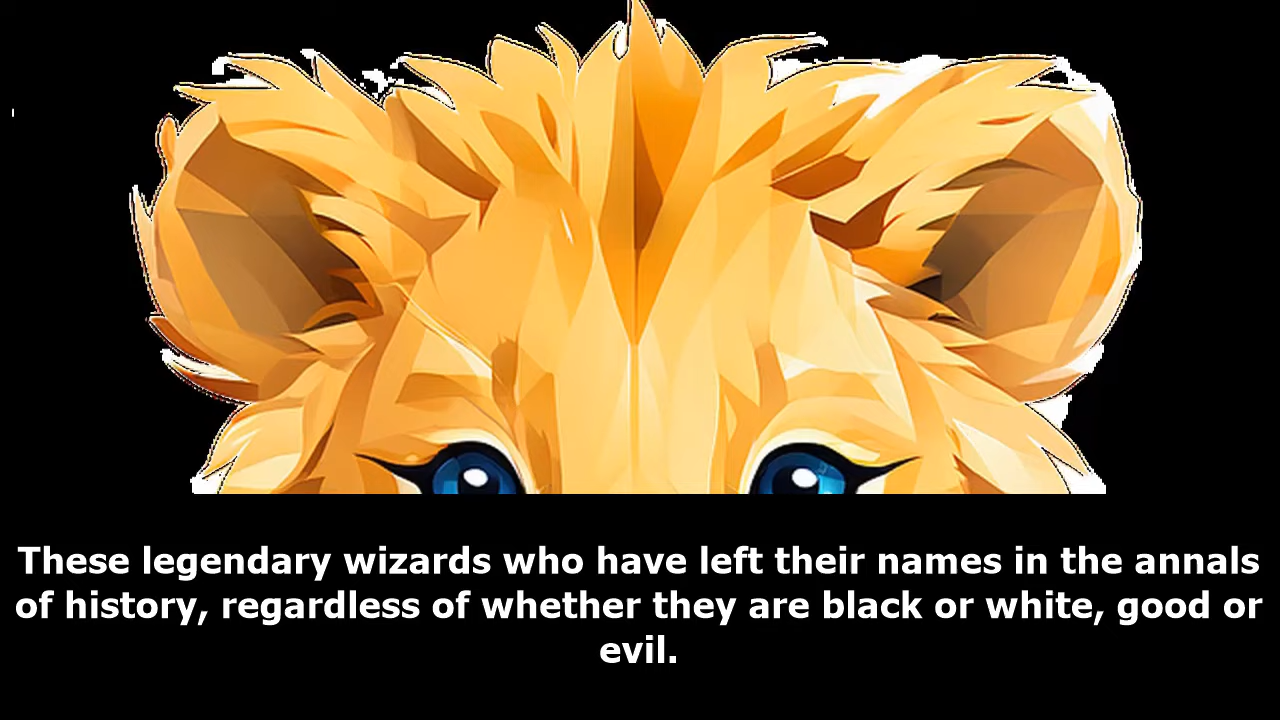 These legendary wizards who have left their names in the annals
of history, regardless of whether they are black or white, good or
evil.